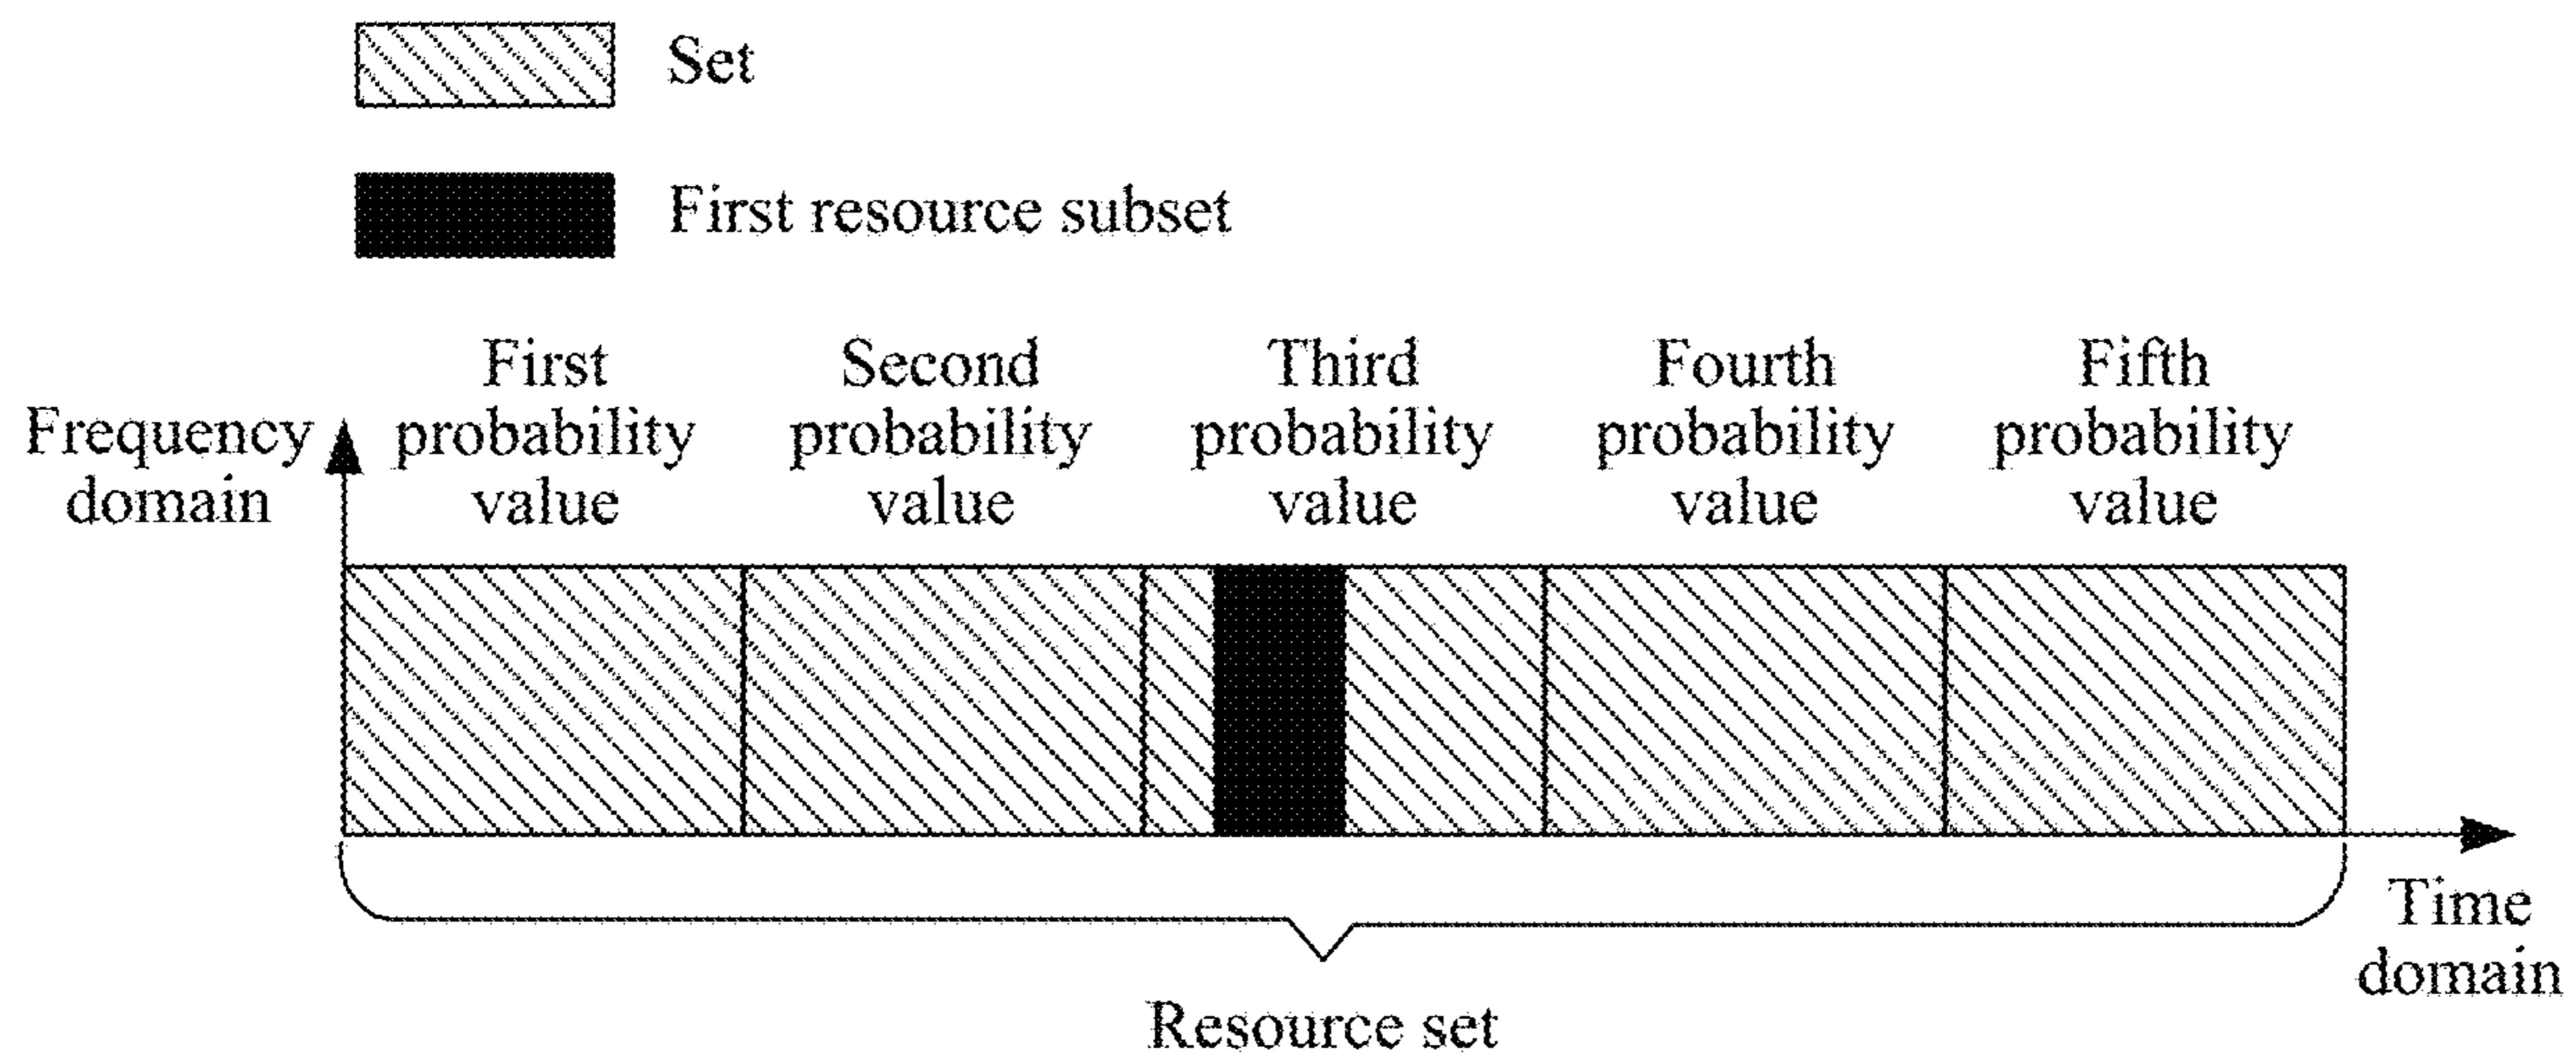 Set
First resource subset
First
probability
value
Second
probability
value
Third
probability
value
Fourth
probability
value
Fifth
probability
value
Frequency
domain
Time
domain
Resource set